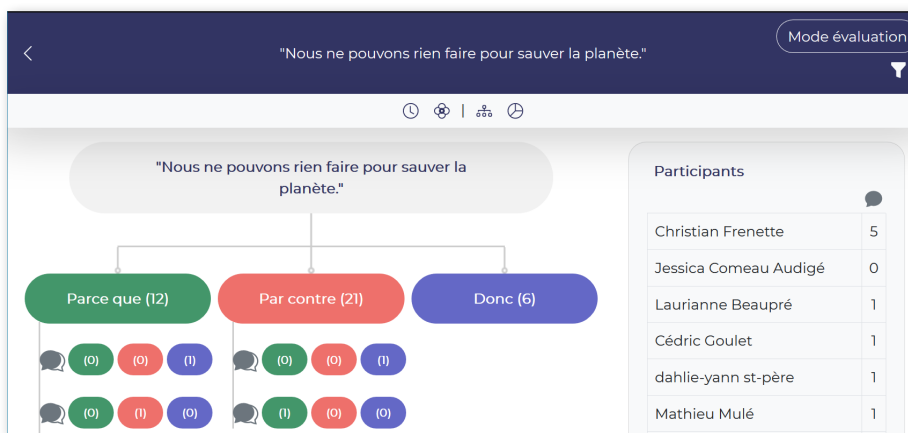 "Nous ne pouvons rien faire pour sauver la planète."
Mode évaluation
"Nous ne pouvons rien faire pour sauver la
planète."
Parce que (12)
Par contre (21)
Donc (6)
(0) (0) (1)
(0) (0) (1)
(0) (1) (0)
(1) (0) (0)
Participants
Christian Frenette 5
Jessica Comeau Audigé 0
Laurianne Beaupré 1
Cédric Goulet 1
dahlie-yann st-père 1
Mathieu Mulé 1